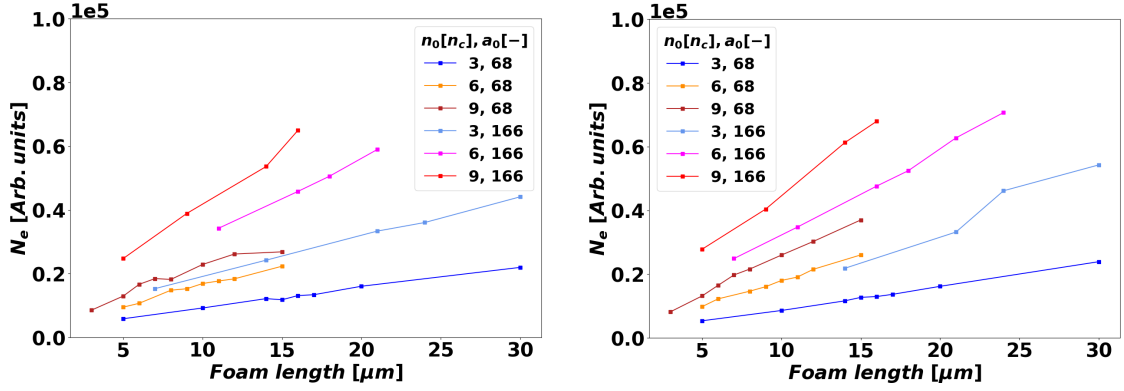 1e5
1.0
0.8
0.6
0.4
0.2
0.0
N_e [Arb. units]
5 10 15 20 25 30
Foam length [μm]
n_0[n_c], a_0[−]
3, 68
6, 68
9, 68
3, 166
6, 166
9, 166
1e5
1.0
0.8
0.6
0.4
0.2
0.0
N_e [Arb. units]
5 10 15 20 25 30
Foam length [μm]
n_0[n_c], a_0[−]
3, 68
6, 68
9, 68
3, 166
6, 166
9, 166